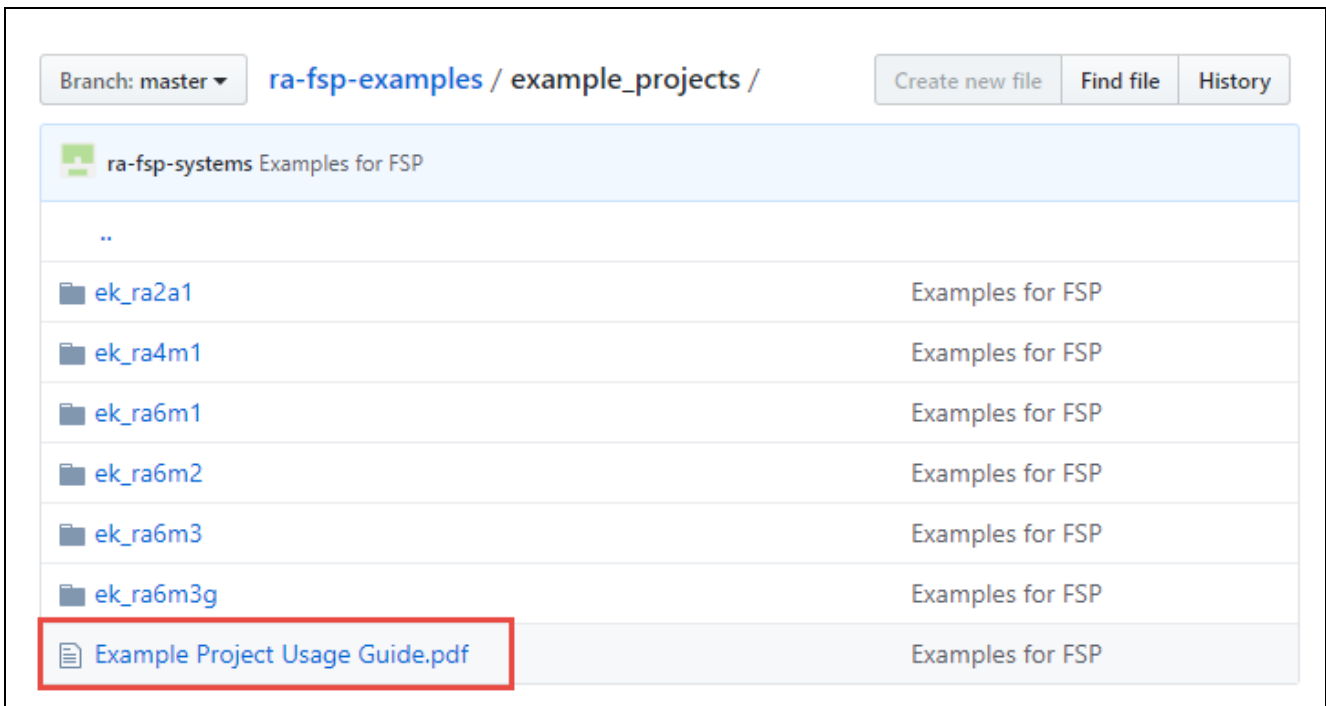 Branch: master ra-fsp-examples / example_projects / Create new file Find file History
ra-fsp-systems Examples for FSP
..
ek_ra2a1 Examples for FSP
ek_ra4m1 Examples for FSP
ek_ra6m1 Examples for FSP
ek_ra6m2 Examples for FSP
ek_ra6m3 Examples for FSP
ek_ra6m3g Examples for FSP
Example Project Usage Guide.pdf Examples for FSP